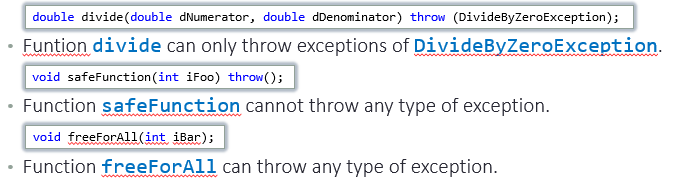 double divide(double dNumerator, double dDenominator) throw (DivideByZeroException);
• Funtion divide can only throw exceptions of DivideByZeroException.
void safeFunction(int iFoo) throw();
• Function safeFunction cannot throw any type of exception.
void freeForAll(int iBar);
• Function freeForAll can throw any type of exception.